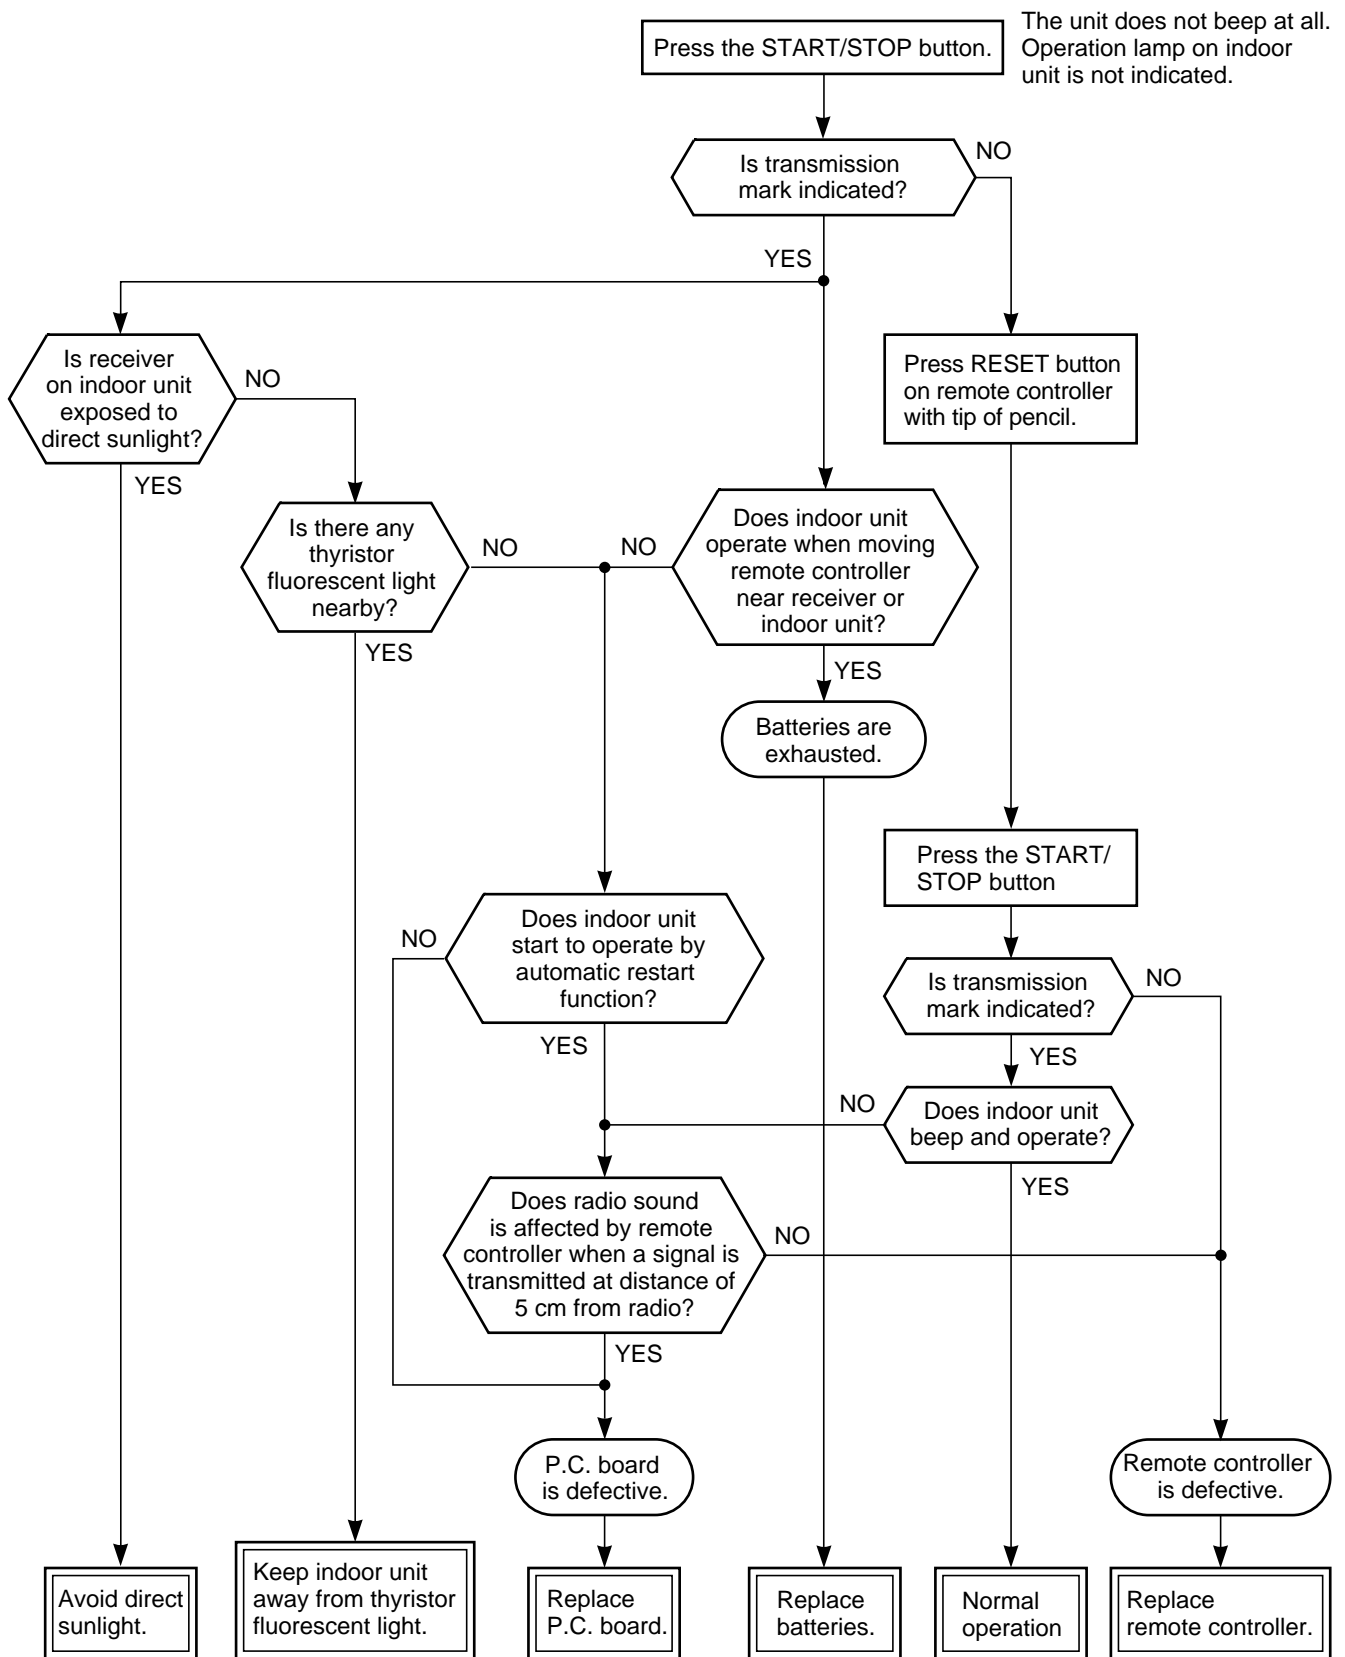 Press the START/STOP button.
The unit does not beep at all.
Operation lamp on indoor
unit is not indicated.
Is transmission
mark indicated?
NO
YES
Is receiver
on indoor unit
exposed to
direct sunlight?
NO
YES
Press RESET button
on remote controller
with tip of pencil.
Is there any
thyristor
fluorescent light
nearby?
NO
YES
Does indoor unit
operate when moving
remote controller
near receiver or
indoor unit?
NO
YES
Batteries are
exhausted.
Press the START/
STOP button
Does indoor unit
start to operate by
automatic restart
function?
NO
YES
Is transmission
mark indicated?
NO
YES
Does indoor unit
beep and operate?
NO
YES
Does radio sound
is affected by remote
controller when a signal is
transmitted at distance of
5 cm from radio?
NO
YES
P.C. board
is defective.
Remote controller
is defective.
Avoid direct
sunlight.
Keep indoor unit
away from thyristor
fluorescent light.
Replace
P.C. board.
Replace
batteries.
Normal
operation
Replace
remote controller.